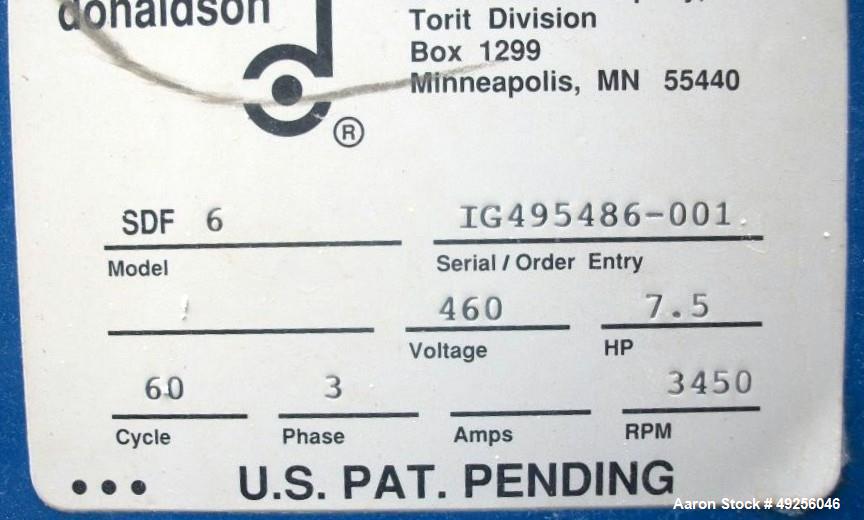 donaldson
Torit Division
Box 1299
Minneapolis, MN 55440
®
SDF 6 IG495486-001
Model Serial / Order Entry
460 7.5
Voltage HP
60 3 3450
Cycle Phase Amps RPM
••• U.S. PAT. PENDING
Aaron Stock # 49256046